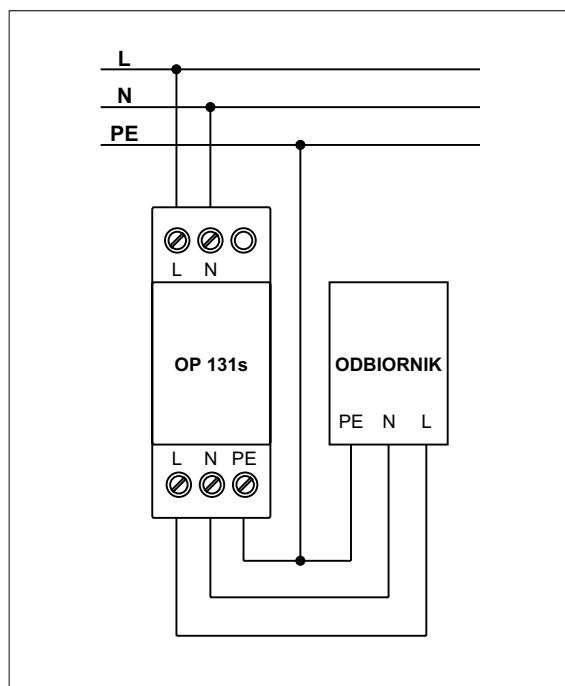 L
N
PE
L N
OP 131s
ODBIORNIK
PE N L
L N PE